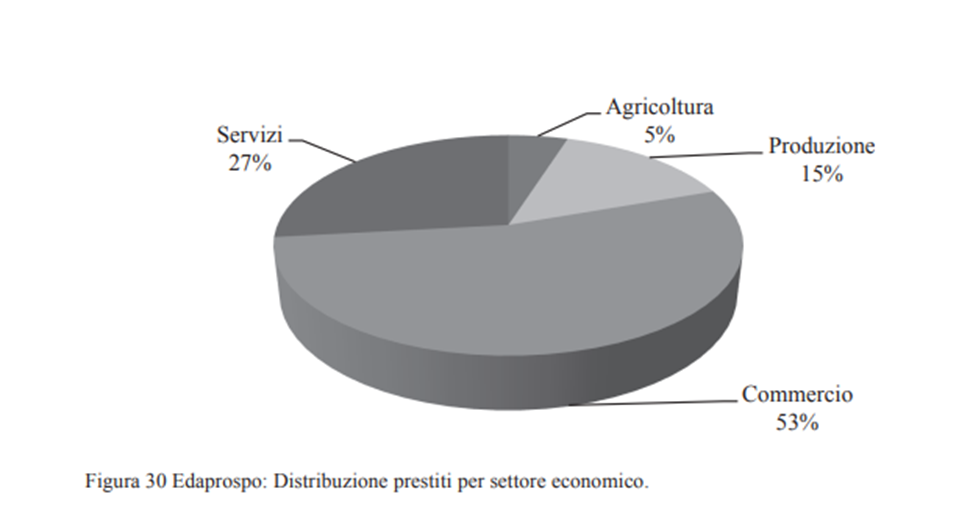 Agricoltura
5%
Servizi
27%
Produzione
15%
Commercio
53%
Figura 30 Edaprospo: Distribuzione prestiti per settore economico.